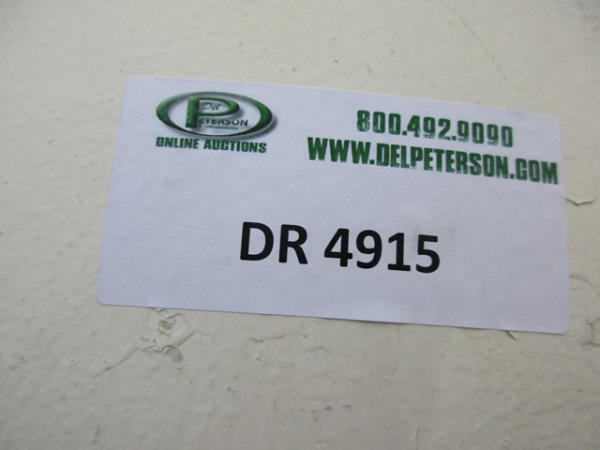 Del
PETERSON
ONLINE AUCTIONS
800.492.9090
WWW.DELPETERSON.COM
DR 4915